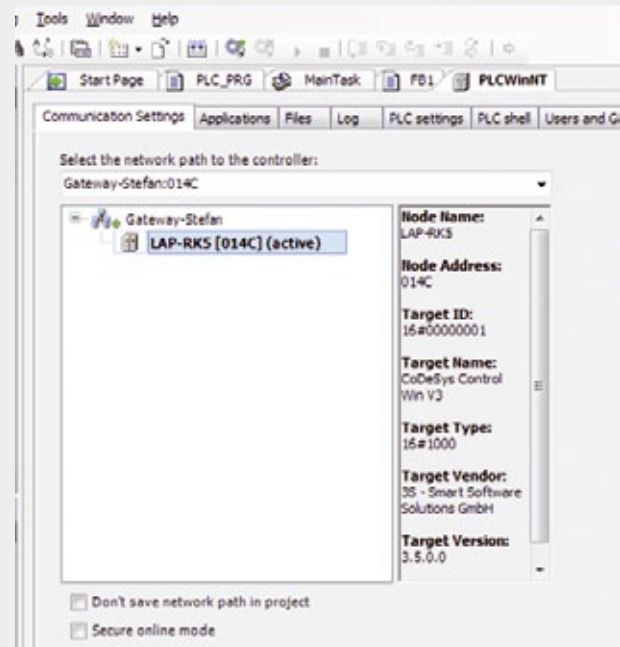 Tools Window Help
Start Page PLC_PRG MainTask FB1 PLCWinNT
Communication Settings Applications Files Log PLC settings PLC shell Users and G
Select the network path to the controller:
Gateway-Stefan:014C
Gateway-Stefan
LAP-RK5 [014C] (active)
Node Name:
LAP-RK5
Node Address:
014C
Target ID:
16#00000001
Target Name:
CoDeSys Control
Win V3
Target Type:
16#1000
Target Vendor:
3S - Smart Software
Solutions GmbH
Target Version:
3.5.0.0
Don't save network path in project
Secure online mode